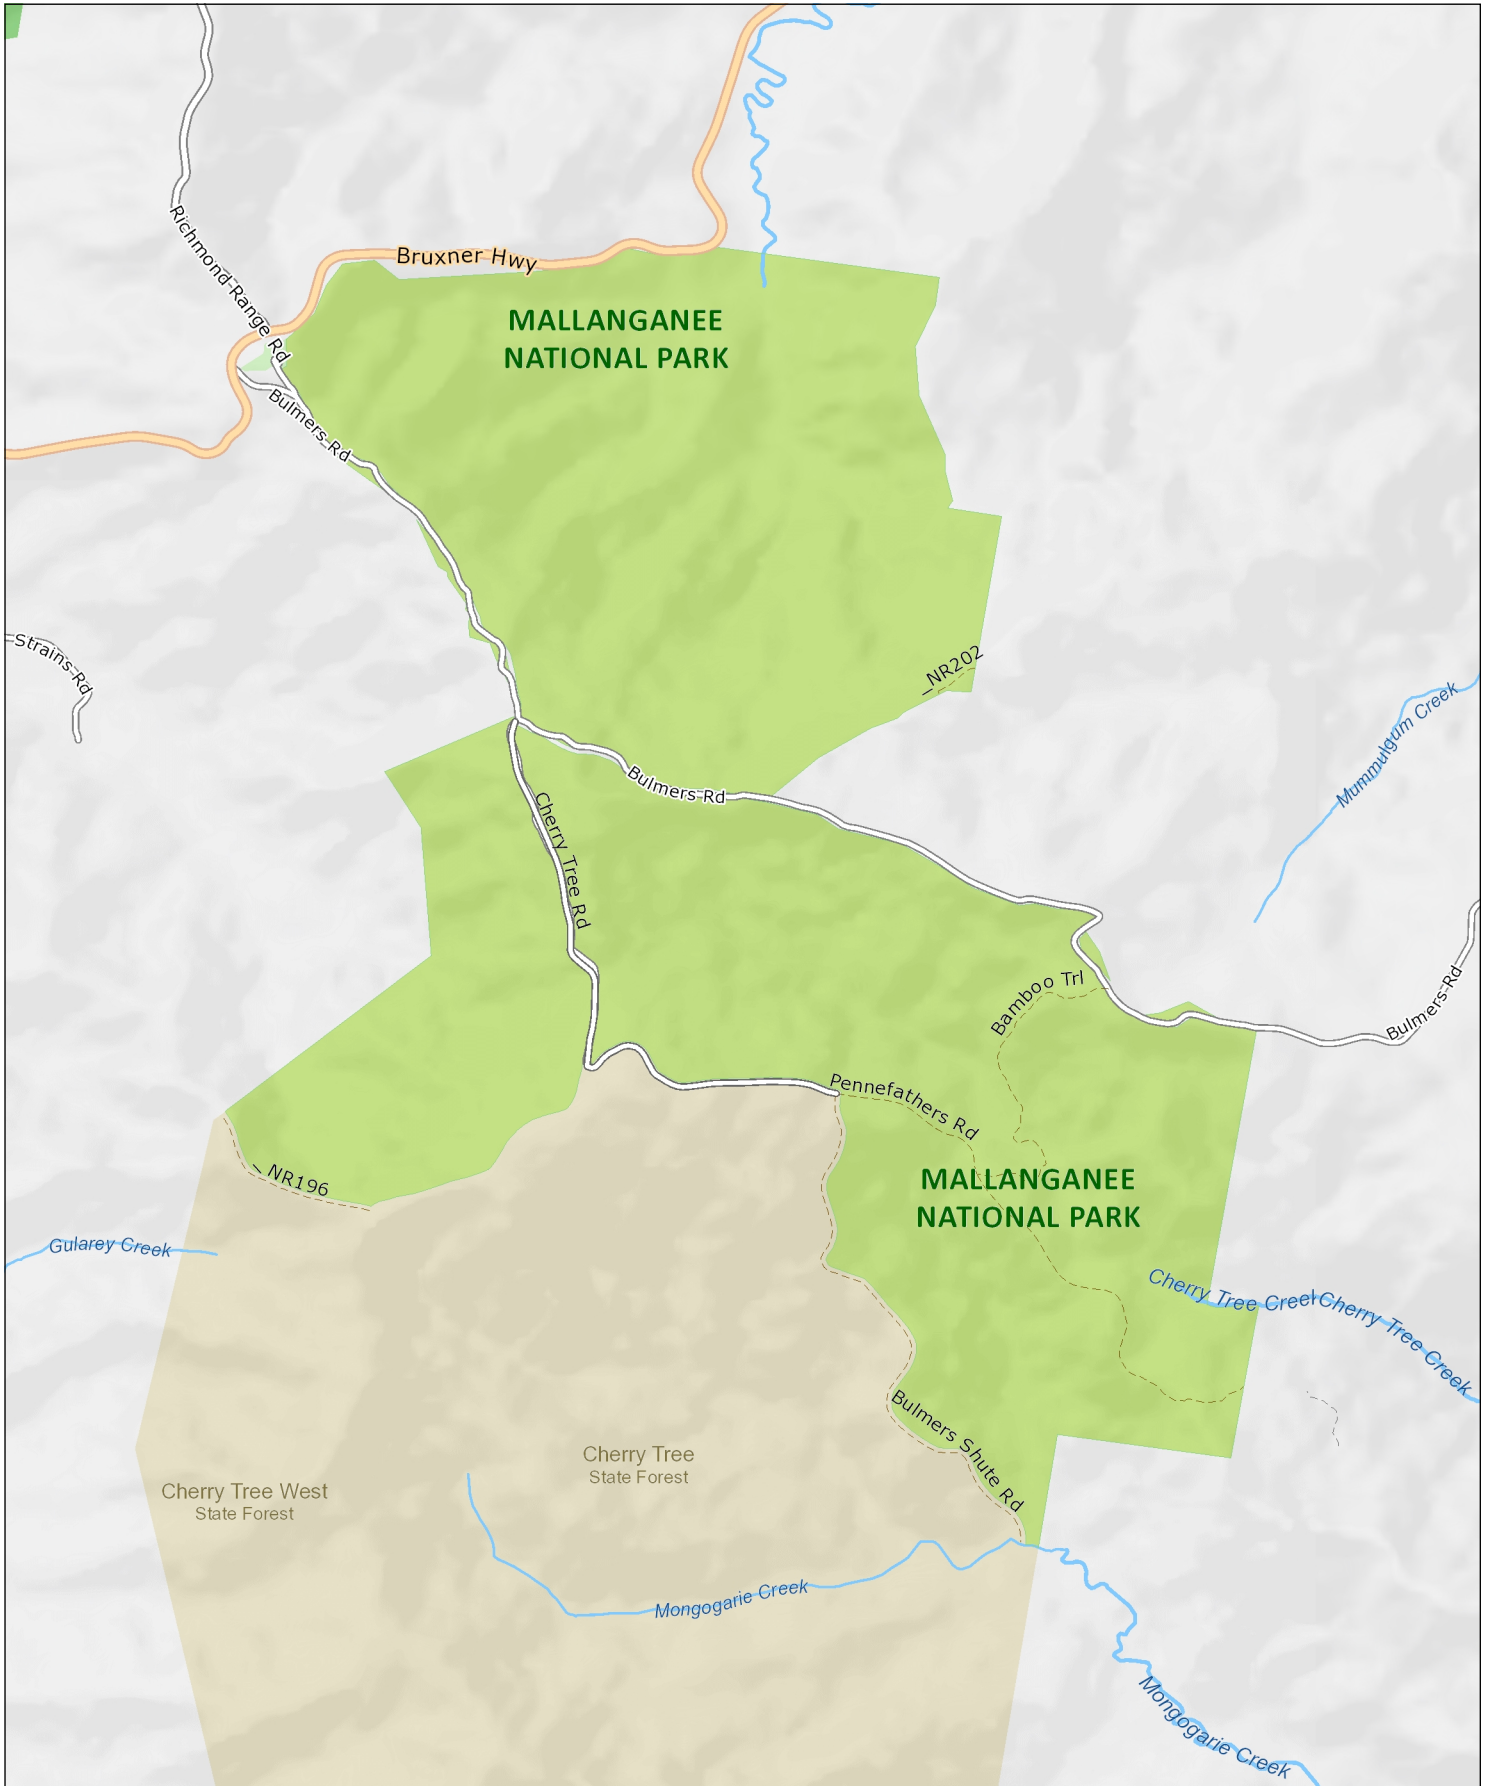 Bruxner Hwy
Richmond Range Rd
MALLANGANEE
NATIONAL PARK
Bulmers Rd
Strains Rd
NR202
Mummulgum Creek
Bulmers Rd
Cherry Tree Rd
Bamboo Trl
Bulmers Rd
Pennefathers Rd
NR196
MALLANGANEE
NATIONAL PARK
Gularey Creek
Cherry Tree Creek
Cherry Tree Creek
Bulmers Shute Rd
Cherry Tree
State Forest
Cherry Tree West
State Forest
Mongogarie Creek
Mongogarie Creek